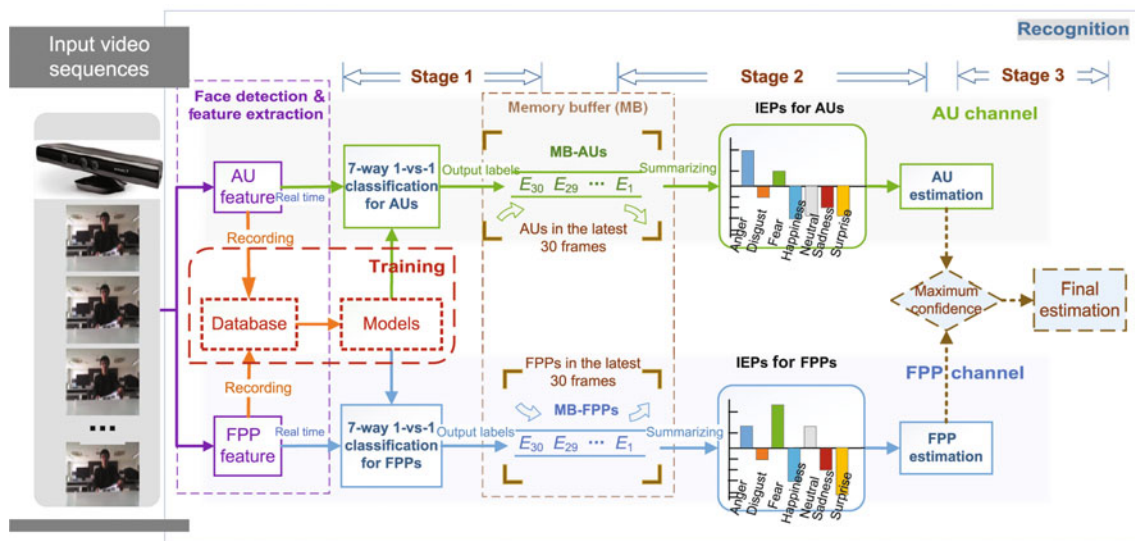 Recognition
Input video
sequences
Stage 1
Stage 2
Stage 3
Face detection &
feature extraction
Memory buffer (MB)
IEPs for AUs
AU channel
AU
feature
Real time
7-way 1-vs-1
classification
for AUs
Output labels
MB-AUs
E30 E29 ··· E1
AUs in the latest
30 frames
Summarizing
Anger
Disgust
Fear
Happiness
Neutral
Sadness
Surprise
AU
estimation
Recording
Training
Database
Models
Maximum
confidence
Final
estimation
Recording
FPPs in the latest
30 frames
IEPs for FPPs
FPP channel
FPP
feature
Real time
7-way 1-vs-1
classification
for FPPs
Output labels
MB-FPPs
E30 E29 ··· E1
Summarizing
Anger
Disgust
Fear
Happiness
Neutral
Sadness
Surprise
FPP
estimation
...